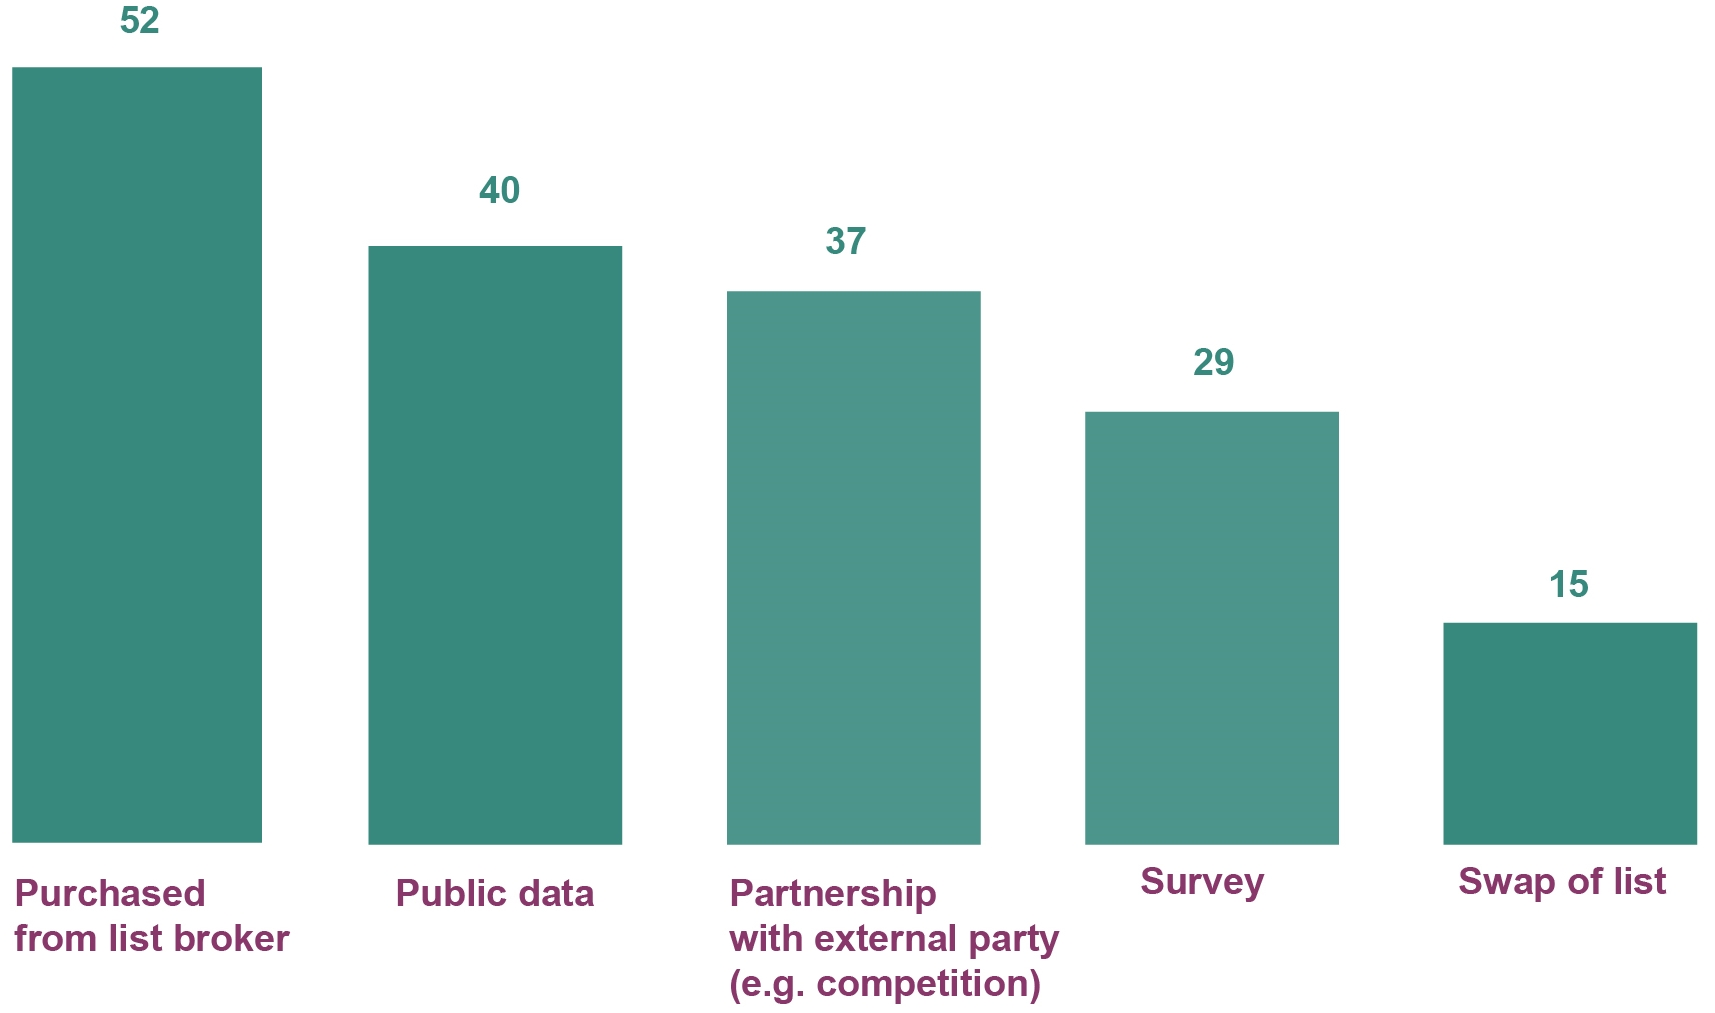 52
40
37
29
15
Purchased
from list broker
Public data
Partnership
with external party
(e.g. competition)
Survey
Swap of list